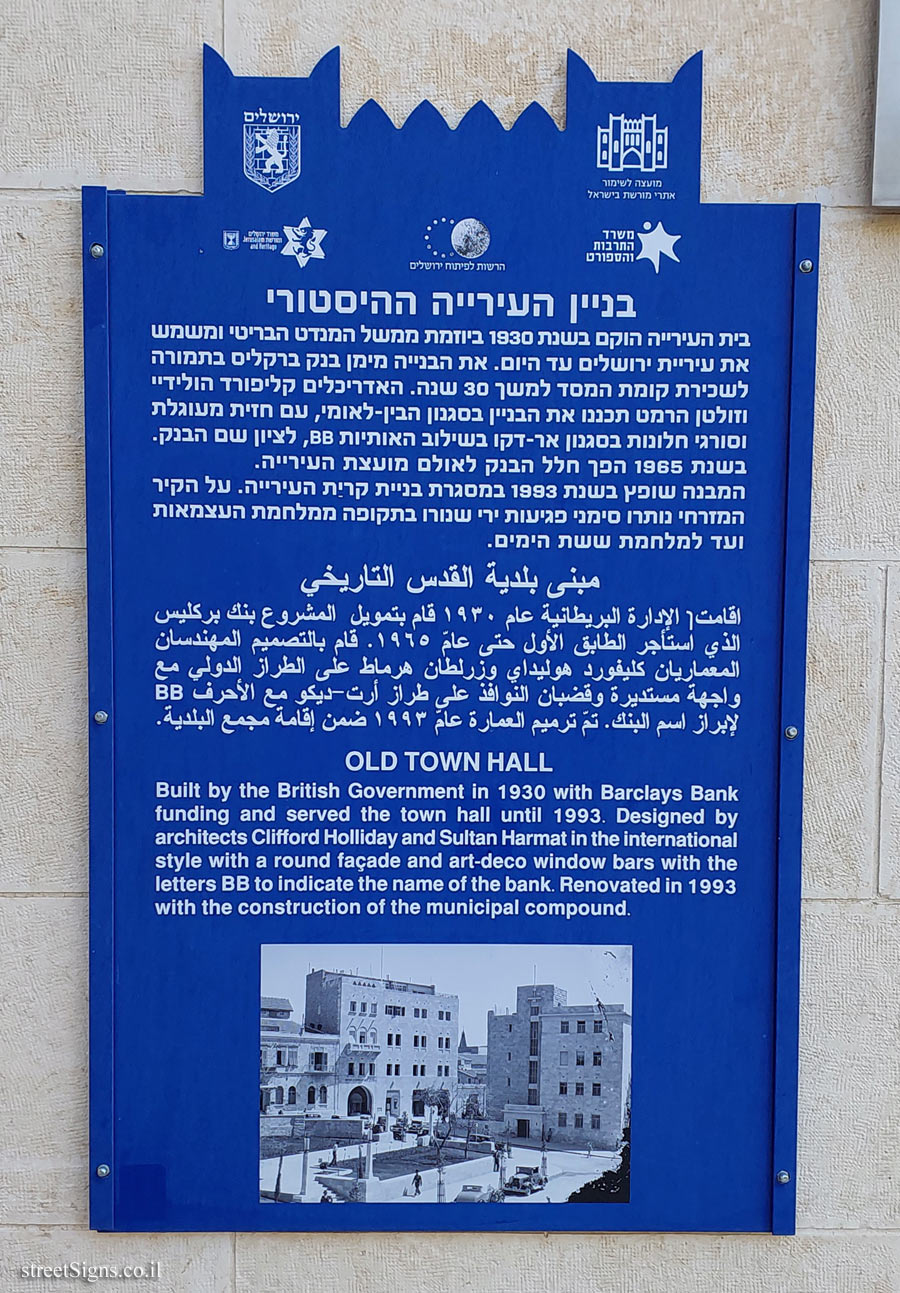 ירושלים
מועצה לשימור
אתרי מורשת בישראל
משרד ירושלים
ומורשת ישראל
Jerusalem
and Heritage
הרשות לפיתוח ירושלים
משרד
התרבות
והספורט
בניין העירייה ההיסטורי
בית העירייה הוקם בשנת 1930 ביוזמת ממשל המנדט הבריטי ומשמש
את עיריית ירושלים עד היום. את הבנייה מימן בנק ברקליס בתמורה
לשכירת קומת המסד למשך 30 שנה. האדריכלים קליפורד הולידיי
וזולטן הרמט תכננו את הבניין בסגנון הבין-לאומי, עם חזית מעוגלת
וסורגי חלונות בסגנון אר-דקו בשילוב האותיות BB, לציון שם הבנק.
בשנת 1965 הפך חלל הבנק לאולם מועצת העירייה.
המבנה שופץ בשנת 1993 במסגרת בניית קריַת העירייה. על הקיר
המזרחי נותרו סימני פגיעות ירי שנורו בתקופה ממלחמת העצמאות
ועד למלחמת ששת הימים.
مبنى بلدية القدس التاريخي
اقامت] الإدارة البريطانية عام ١٩٣٠ قام بتمويل المشروع بنك بركليس
الذي استأجر الطابق الأول حتى عامّ ١٩٦٥. قام بالتصميم المهندسان
المعماريان كليفورد هوليداي وزرلطان هرماط على الطراز الدولي مع
واجهة مستديرة وقضبان النوافذ على طراز أرت-ديكو مع الأحرف BB
لإبراز اسم البنك. تمّ ترميم العمارة عامّ ١٩٩٣ ضمن إقامة مجمع البلدية.
OLD TOWN HALL
Built by the British Government in 1930 with Barclays Bank
funding and served the town hall until 1993. Designed by
architects Clifford Holliday and Sultan Harmat in the international
style with a round façade and art-deco window bars with the
letters BB to indicate the name of the bank. Renovated in 1993
with the construction of the municipal compound.
streetSigns.co.il